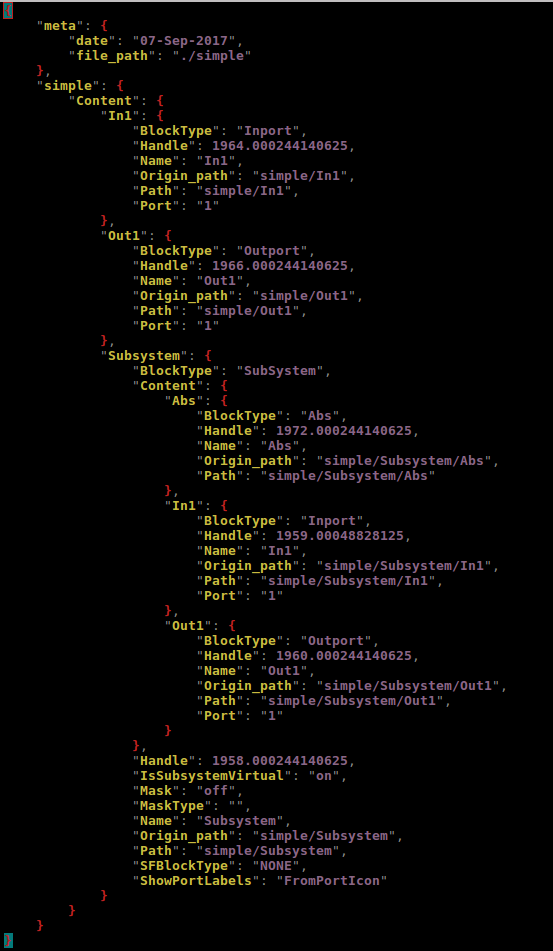 {
    "meta": {
        "date": "07-Sep-2017",
        "file_path": "./simple"
    },
    "simple": {
        "Content": {
            "In1": {
                "BlockType": "Inport",
                "Handle": 1964.000244140625,
                "Name": "In1",
                "Origin_path": "simple/In1",
                "Path": "simple/In1",
                "Port": "1"
            },
            "Out1": {
                "BlockType": "Outport",
                "Handle": 1966.000244140625,
                "Name": "Out1",
                "Origin_path": "simple/Out1",
                "Path": "simple/Out1",
                "Port": "1"
            },
            "Subsystem": {
                "BlockType": "SubSystem",
                "Content": {
                    "Abs": {
                        "BlockType": "Abs",
                        "Handle": 1972.000244140625,
                        "Name": "Abs",
                        "Origin_path": "simple/Subsystem/Abs",
                        "Path": "simple/Subsystem/Abs"
                    },
                    "In1": {
                        "BlockType": "Inport",
                        "Handle": 1959.00048828125,
                        "Name": "In1",
                        "Origin_path": "simple/Subsystem/In1",
                        "Path": "simple/Subsystem/In1",
                        "Port": "1"
                    },
                    "Out1": {
                        "BlockType": "Outport",
                        "Handle": 1960.000244140625,
                        "Name": "Out1",
                        "Origin_path": "simple/Subsystem/Out1",
                        "Path": "simple/Subsystem/Out1",
                        "Port": "1"
                    }
                },
                "Handle": 1958.000244140625,
                "IsSubsystemVirtual": "on",
                "Mask": "off",
                "MaskType": "",
                "Name": "Subsystem",
                "Origin_path": "simple/Subsystem",
                "Path": "simple/Subsystem",
                "SFBlockType": "NONE",
                "ShowPortLabels": "FromPortIcon"
            }
        }
    }
}